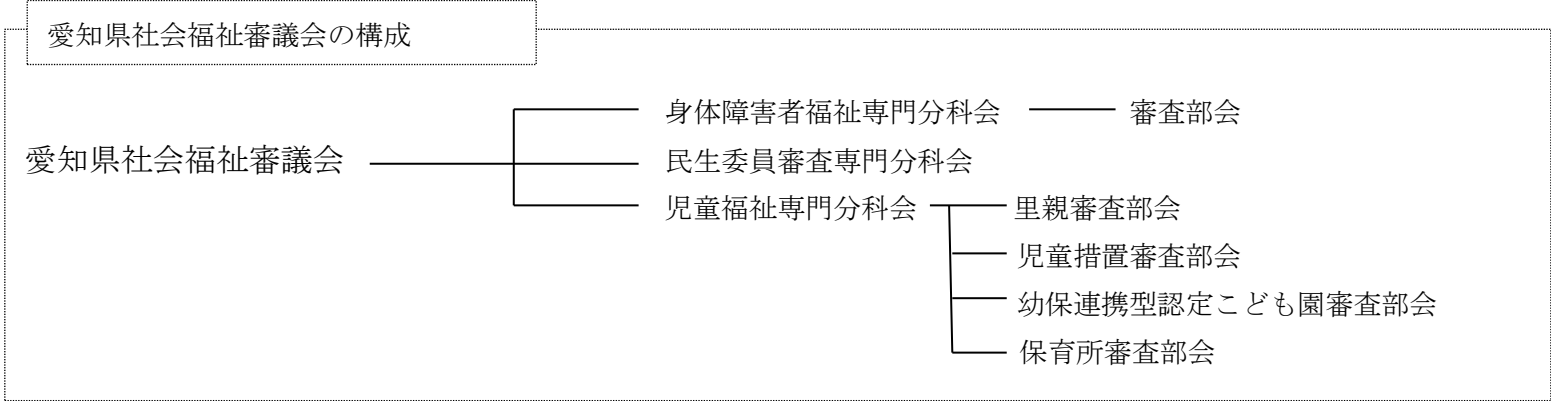 愛知県社会福祉審議会の構成
身体障害者福祉専門分科会 審査部会
愛知県社会福祉審議会 民生委員審査専門分科会
児童福祉専門分科会 里親審査部会
児童措置審査部会
幼保連携型認定こども園審査部会
保育所審査部会